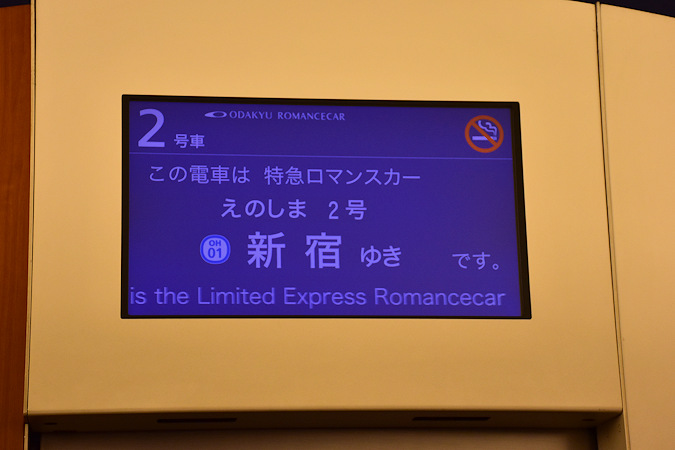 ODAKYU ROMANCECAR
2号車
この電車は 特急ロマンスカー
えのしま 2号
OH
01
新宿 ゆき です。
is the Limited Express Romancecar